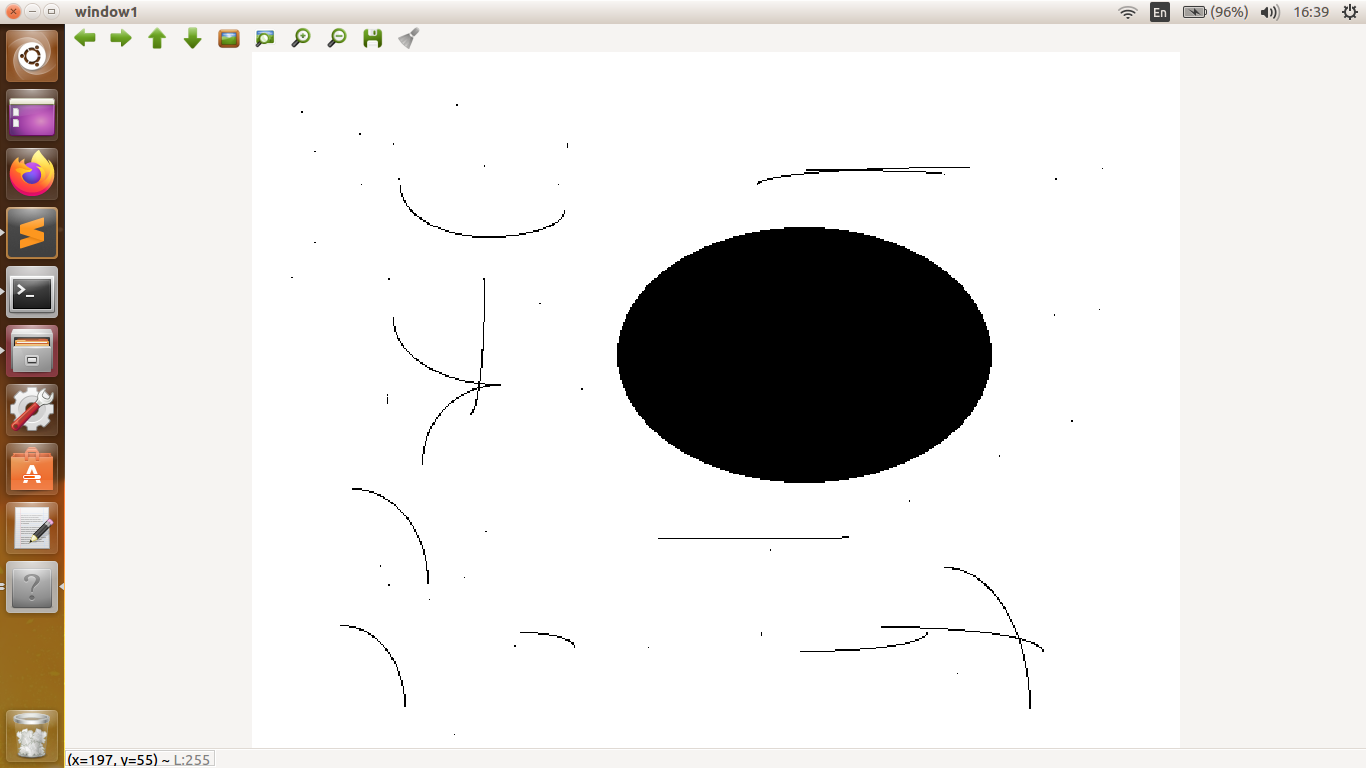 window1
En
(96%)
16:39
(x=197, y=55) ~ L:255